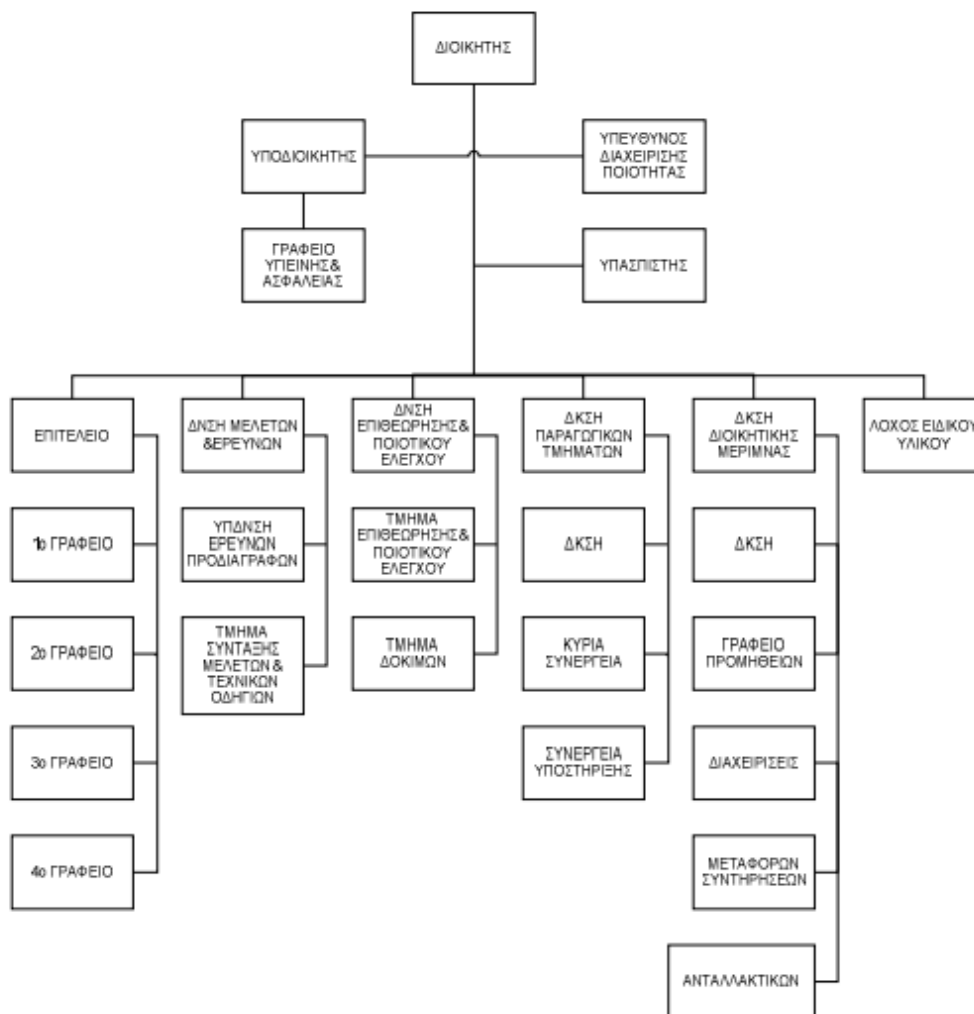 ΔΙΟΙΚΗΤΗΣ
ΥΠΟΔΙΟΙΚΗΤΗΣ
ΥΠΕΥΘΥΝΟΣ
ΔΙΑΧΕΙΡΙΣΗΣ
ΠΟΙΟΤΗΤΑΣ
ΓΡΑΦΕΙΟ
ΥΓΙΕΙΝΗΣ&
ΑΣΦΑΛΕΙΑΣ
ΥΠΑΣΠΙΣΤΗΣ
ΕΠΙΤΕΛΕΙΟ
ΔΝΣΗ ΜΕΛΕΤΩΝ
&ΕΡΕΥΝΩΝ
ΔΝΣΗ
ΕΠΙΘΕΩΡΗΣΗΣ&
ΠΟΙΟΤΙΚΟΥ
ΕΛΕΓΧΟΥ
ΔΚΣΗ
ΠΑΡΑΓΩΓΙΚΩΝ
ΤΜΗΜΑΤΩΝ
ΔΚΣΗ
ΔΙΟΙΚΗΤΙΚΗΣ
ΜΕΡΙΜΝΑΣ
ΛΟΧΟΣ ΕΙΔΙΚΟΥ
ΥΛΙΚΟΥ
1ο ΓΡΑΦΕΙΟ
ΥΠΔΝΣΗ
ΕΡΕΥΝΩΝ
ΠΡΟΔΙΑΓΡΑΦΩΝ
ΤΜΗΜΑ
ΕΠΙΘΕΩΡΗΣΗΣ&
ΠΟΙΟΤΙΚΟΥ
ΕΛΕΓΧΟΥ
ΔΚΣΗ
ΔΚΣΗ
2ο ΓΡΑΦΕΙΟ
ΤΜΗΜΑ
ΣΥΝΤΑΞΗΣ
ΜΕΛΕΤΩΝ &
ΤΕΧΝΙΚΩΝ
ΟΔΗΓΙΩΝ
ΤΜΗΜΑ
ΔΟΚΙΜΩΝ
ΚΥΡΙΑ
ΣΥΝΕΡΓΕΙΑ
ΓΡΑΦΕΙΟ
ΠΡΟΜΗΘΕΙΩΝ
3ο ΓΡΑΦΕΙΟ
ΣΥΝΕΡΓΕΙΑ
ΥΠΟΣΤΗΡΙΞΗΣ
ΔΙΑΧΕΙΡΙΣΕΙΣ
4ο ΓΡΑΦΕΙΟ
ΜΕΤΑΦΟΡΩΝ
ΣΥΝΤΗΡΗΣΕΩΝ
ΑΝΤΑΛΛΑΚΤΙΚΩΝ